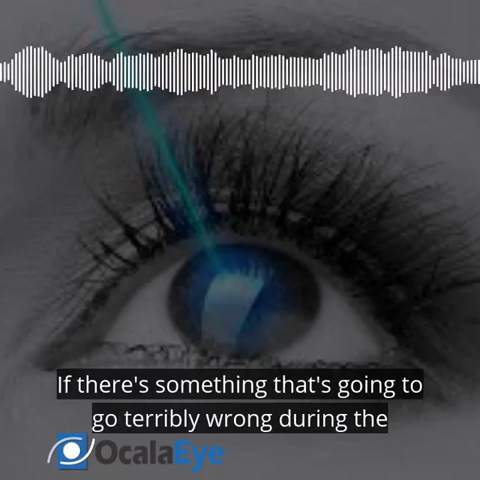 If there's something that's going to
go terribly wrong during the
OcalaEye